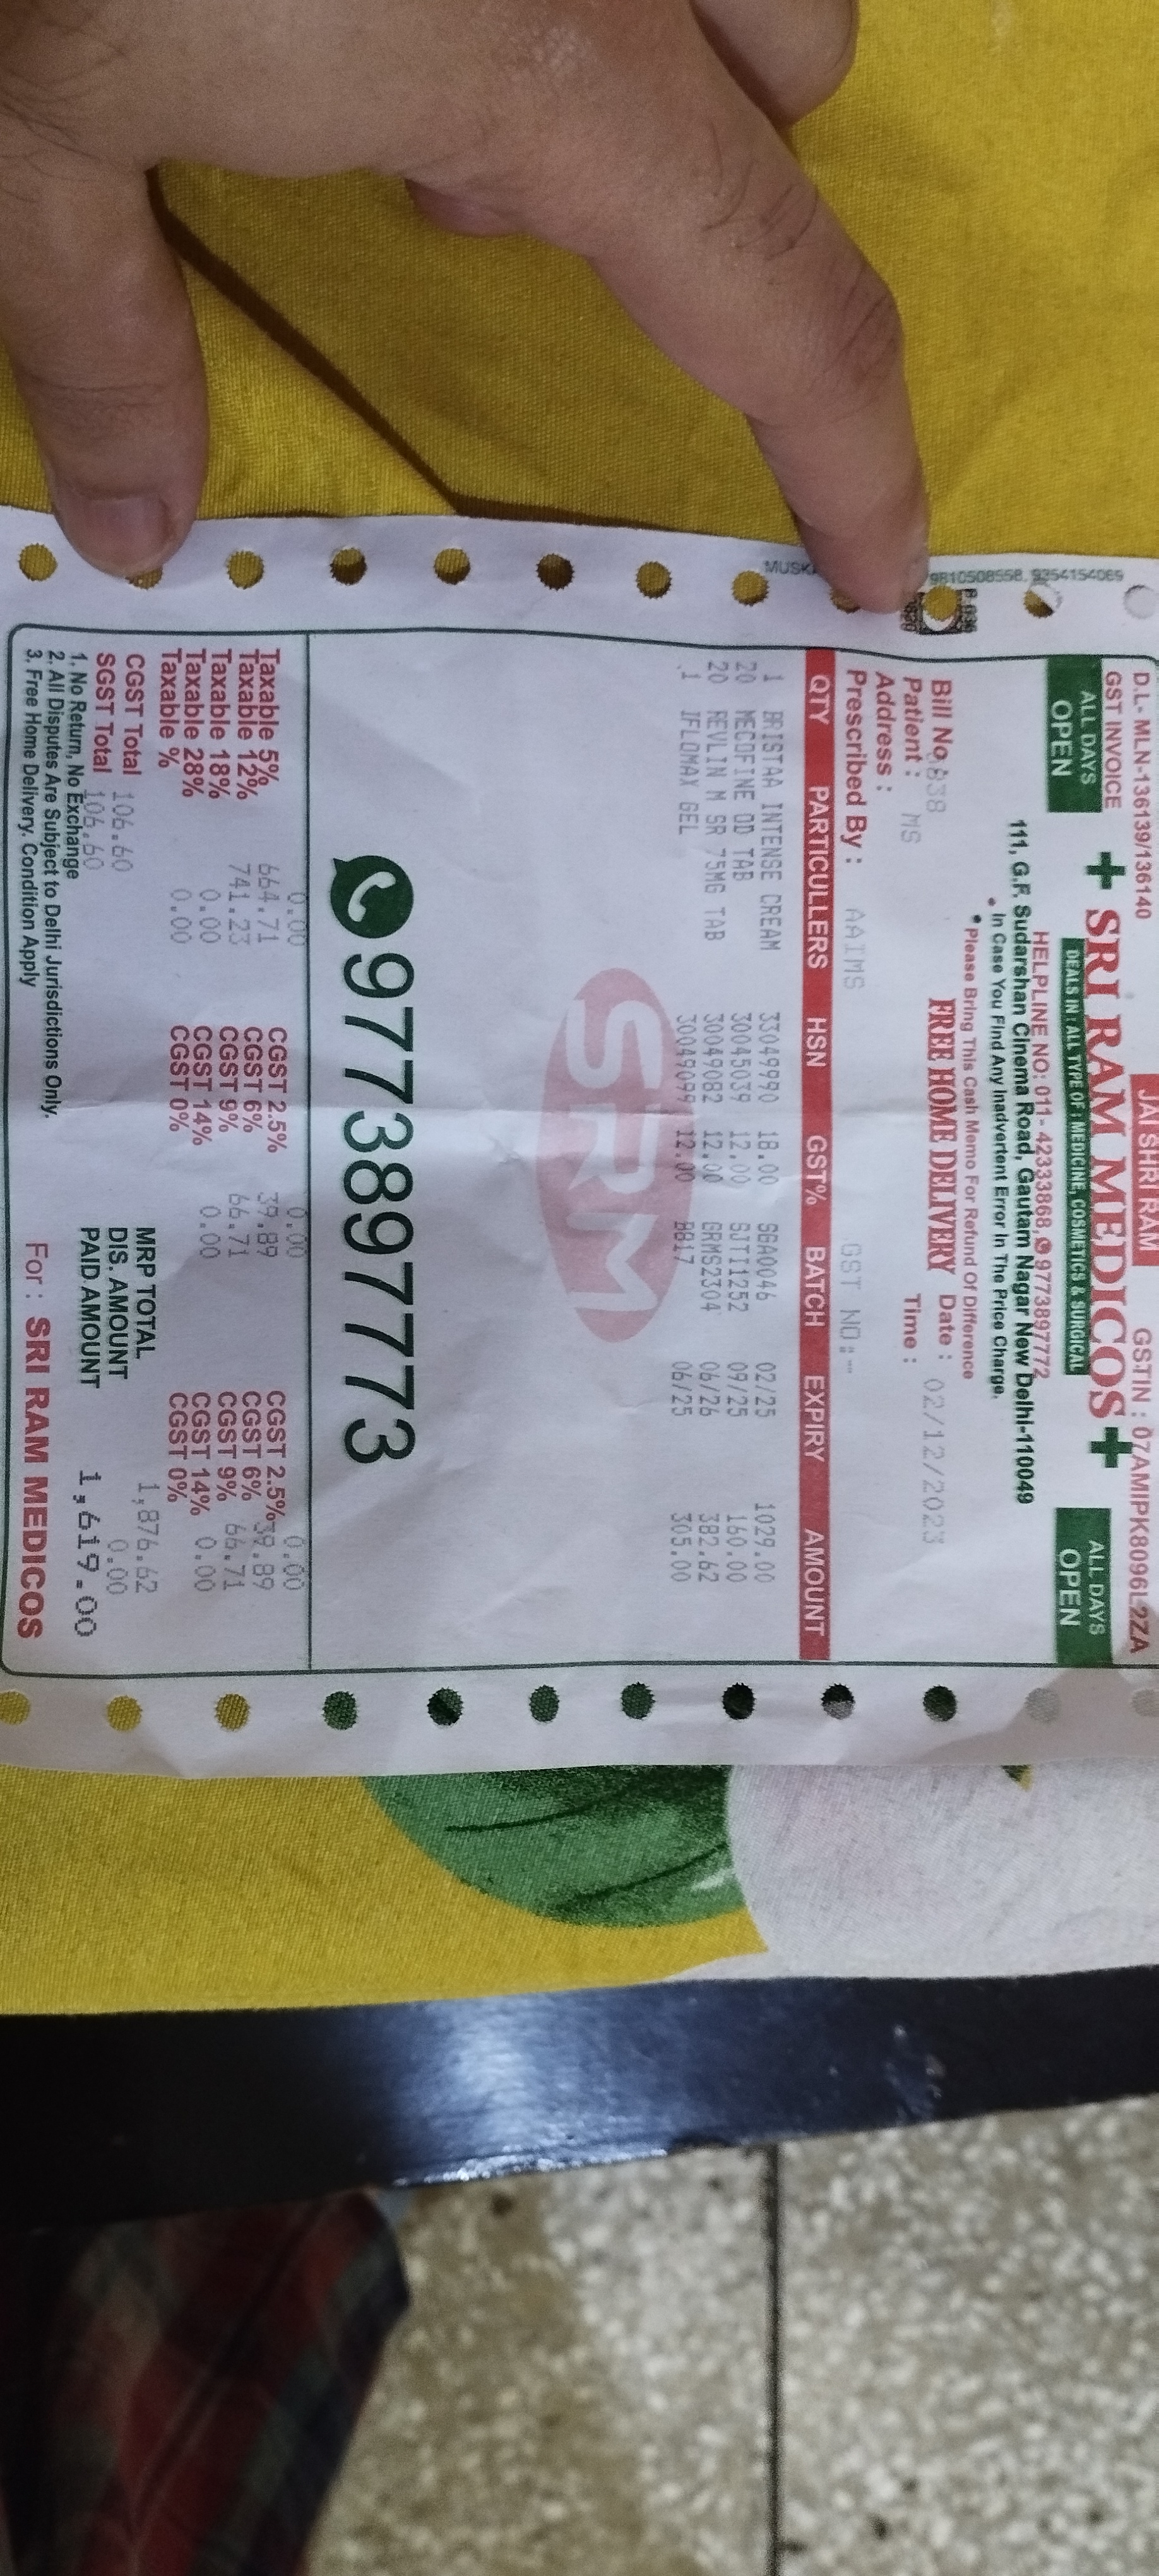 JAI SHRI RAM
D.L.- MLN-136139/136140 GSTIN : 07AMIPK8096L2ZA
GST INVOICE
ALL DAYS OPEN
SRI RAM MEDICOS
ALL DAYS OPEN
DEALS IN : ALL TYPE OF ; MEDICINE, COSMETICS & SURGICAL
HELPLINE NO: 011- 42333868, 9773897772
111, G.F. Sudarshan Cinema Road, Gautam Nagar New Delhi-110049
• In Case You Find Any Inadvertent Error In The Price Charge.
• Please Bring This Cash Memo For Refund Of Difference
Bill No. 838 FREE HOME DELIVERY Date : 02/12/2023
Patient : MS Time :
Address :
Prescribed By : AAIMS GST NO.-
QTY PARTICULLERS HSN GST% BATCH EXPIRY AMOUNT
1 BRISTAA INTENSE CREAM 33049990 18.00 SGA0046 02/25 1029.00
20 MECOFINE OD TAB 30045039 12.00 SJTI1252 09/25 160.00
20 REVLIN M SR 75MG TAB 30049082 12.00 GRMS2304 06/26 382.62
1 IFLOMAX GEL 30049099 12.00 BB17 06/25 305.00
SRM
9773897773
Taxable 5% 0.00 CGST 2.5% 0.00 CGST 2.5% 0.00
Taxable 12% 664.71 CGST 6% 39.89 CGST 6% 39.89
Taxable 18% 741.23 CGST 9% 66.71 CGST 9% 66.71
Taxable 28% 0.00 CGST 14% 0.00 CGST 14% 0.00
Taxable % 0.00 CGST 0% CGST 0%
CGST Total 106.60 MRP TOTAL 1,876.62
SGST Total 106.60 DIS. AMOUNT 0.00
1. No Return, No Exchange PAID AMOUNT 1,619.00
2. All Disputes Are Subject to Delhi Jurisdictions Only.
3. Free Home Delivery. Condition Apply For : SRI RAM MEDICOS
9810508558, 9354154069